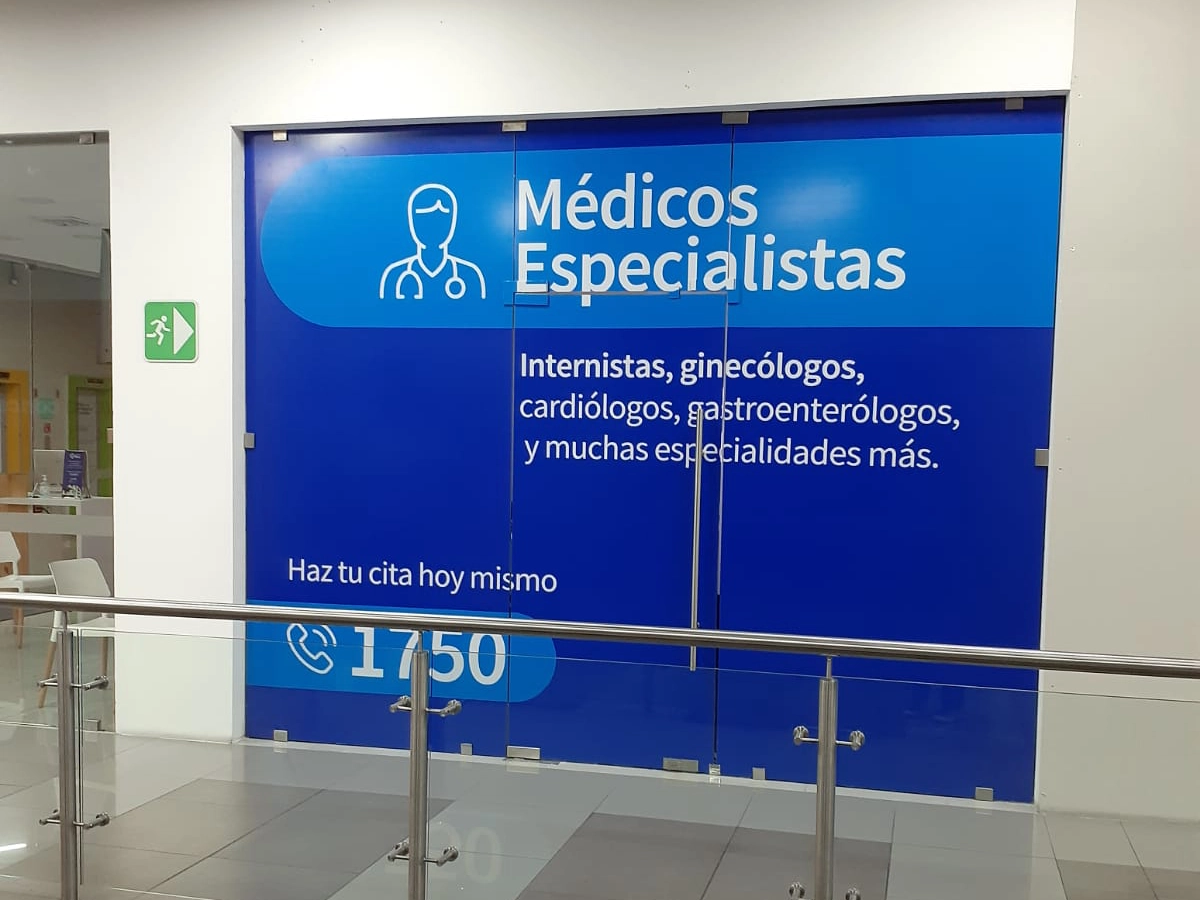 Médicos
Especialistas
Internistas, ginecólogos,
cardiólogos, gastroenterólogos,
y muchas especialidades más.
Haz tu cita hoy mismo
1750